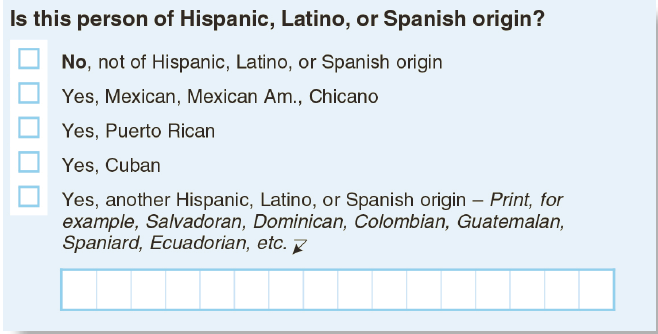 Is this person of Hispanic, Latino, or Spanish origin?
No, not of Hispanic, Latino, or Spanish origin
Yes, Mexican, Mexican Am., Chicano
Yes, Puerto Rican
Yes, Cuban
Yes, another Hispanic, Latino, or Spanish origin – Print, for
example, Salvadoran, Dominican, Colombian, Guatemalan,
Spaniard, Ecuadorian, etc.